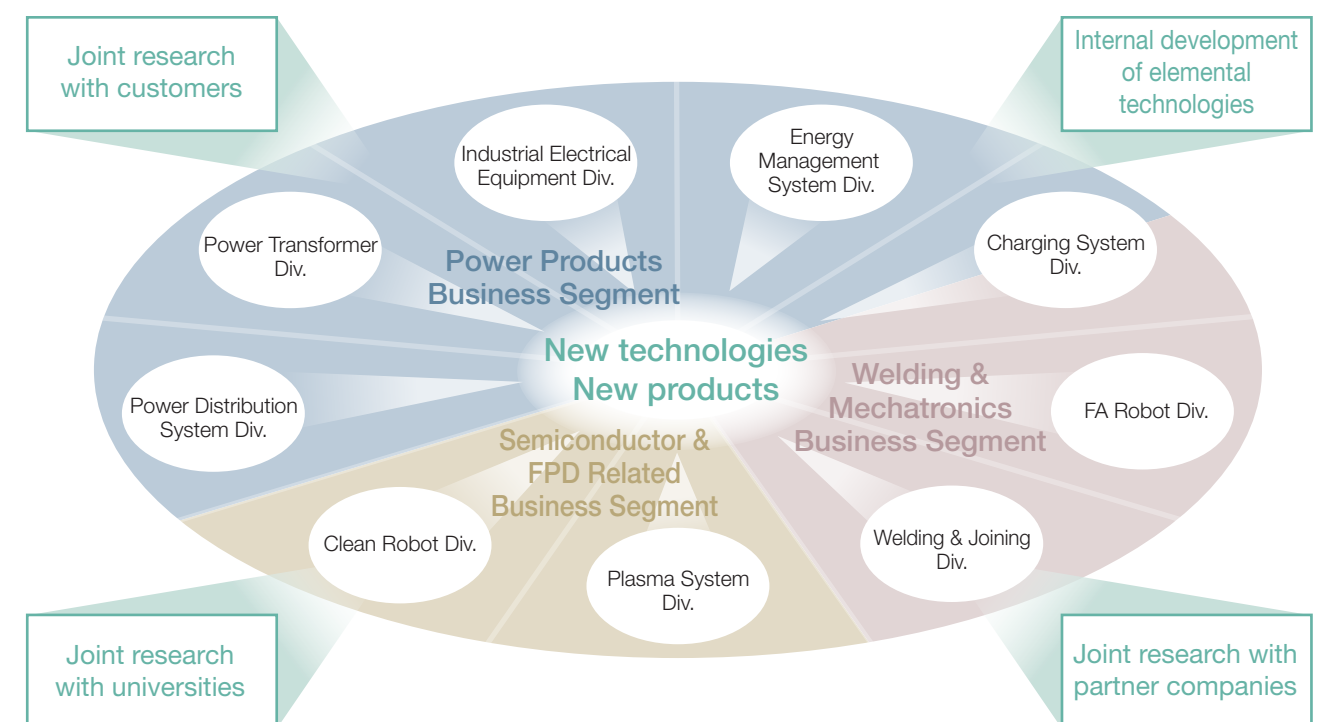 Joint research
with customers
Internal development
of elemental
technologies
Industrial Electrical
Equipment Div.
Energy
Management
System Div.
Power Transformer
Div.
Charging System
Div.
Power Products
Business Segment
New technologies
New products
Power Distribution
System Div.
Welding &
Mechatronics
Business Segment
FA Robot Div.
Semiconductor &
FPD Related
Business Segment
Clean Robot Div.
Plasma System
Div.
Welding & Joining
Div.
Joint research
with universities
Joint research with
partner companies